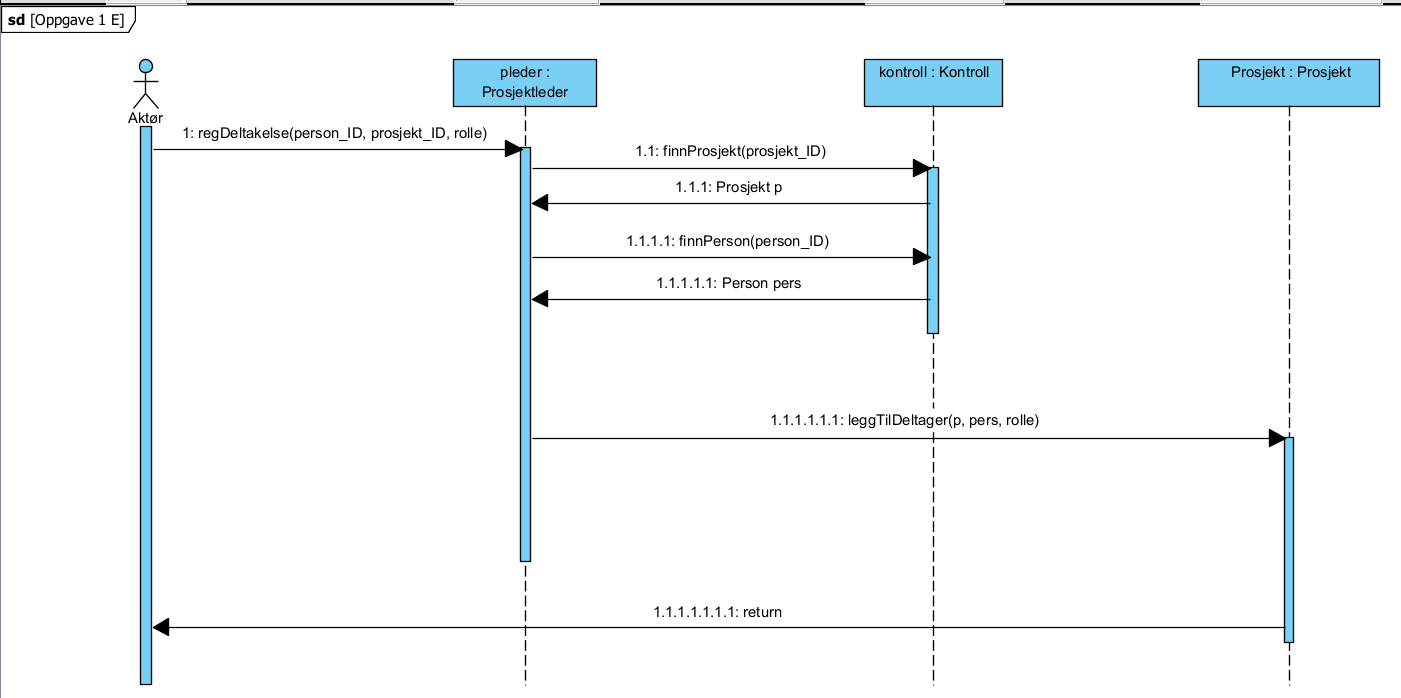 sd [Oppgave 1 E]
Aktør
pleder :
Prosjektleder
kontroll : Kontroll
Prosjekt : Prosjekt
1: regDeltakelse(person_ID, prosjekt_ID, rolle)
1.1: finnProsjekt(prosjekt_ID)
1.1.1: Prosjekt p
1.1.1.1: finnPerson(person_ID)
1.1.1.1.1: Person pers
1.1.1.1.1.1: leggTilDeltager(p, pers, rolle)
1.1.1.1.1.1.1: return